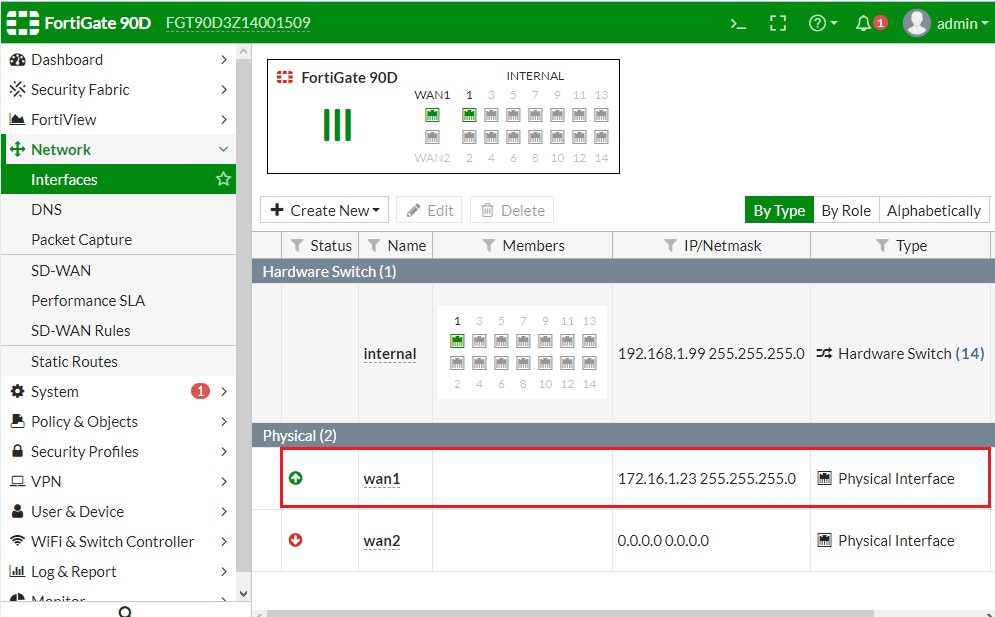 FortiGate 90D FGT90D3Z14001509 >_ 1 admin
Dashboard
Security Fabric
FortiView
Network
Interfaces
DNS
Packet Capture
SD-WAN
Performance SLA
SD-WAN Rules
Static Routes
System 1
Policy & Objects
Security Profiles
VPN
User & Device
WiFi & Switch Controller
Log & Report
Monitor
FortiGate 90D INTERNAL
WAN1 1 3 5 7 9 11 13
WAN2 2 4 6 8 10 12 14
+ Create New Edit Delete By Type By Role Alphabetically
Status Name Members IP/Netmask Type
Hardware Switch (1)
1 3 5 7 9 11 13
internal 192.168.1.99 255.255.255.0 Hardware Switch (14)
2 4 6 8 10 12 14
Physical (2)
wan1 172.16.1.23 255.255.255.0 Physical Interface
wan2 0.0.0.0 0.0.0.0 Physical Interface